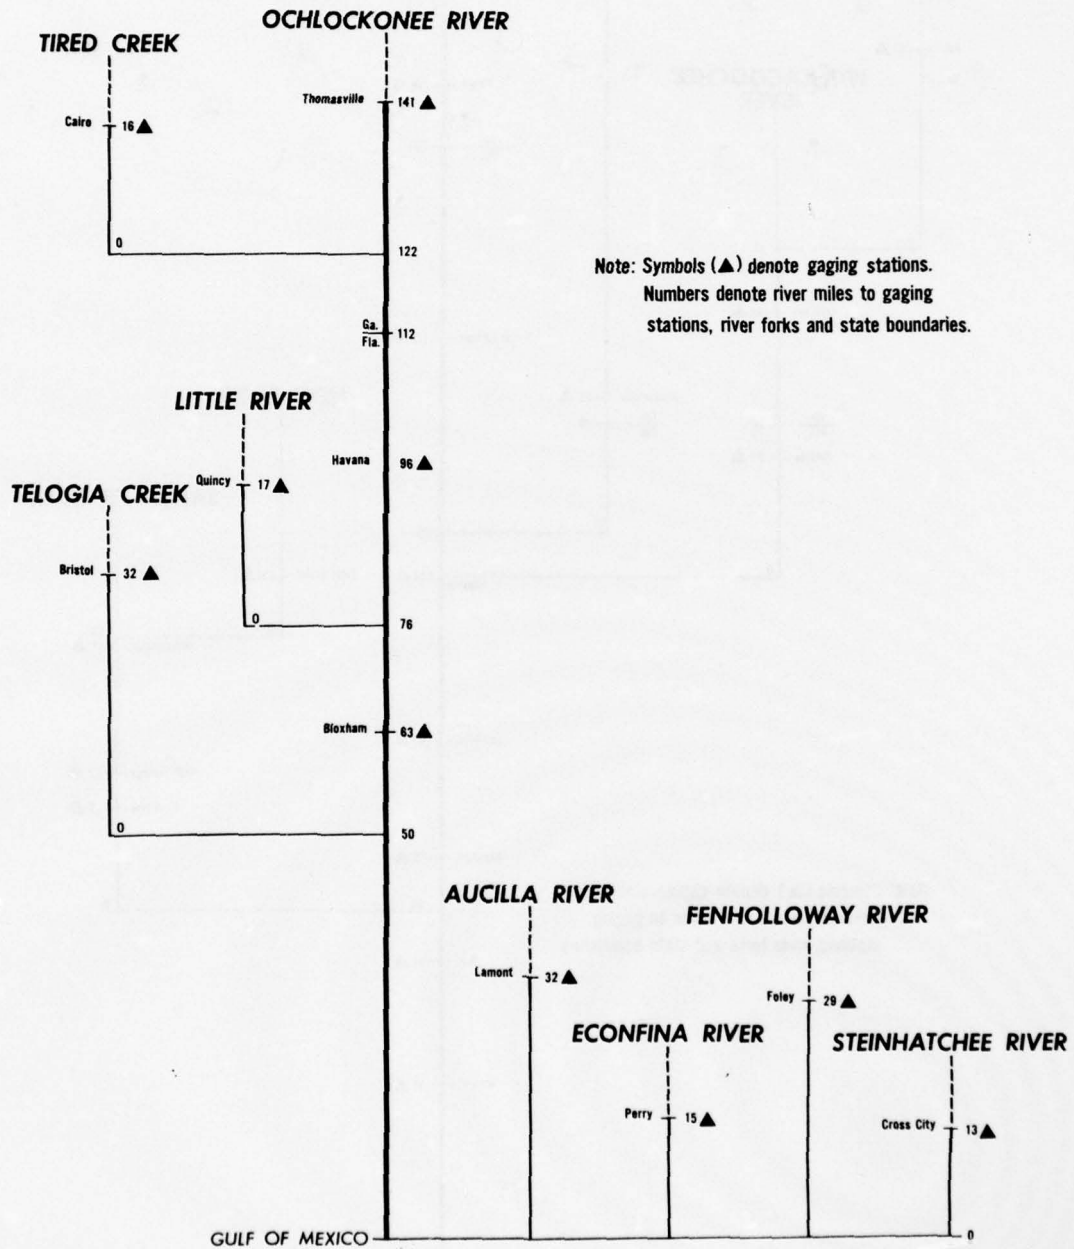 OCHLOCKONEE RIVER
TIRED CREEK
Thomasville 141▲
Cairo 16▲
0
122
Note: Symbols (▲) denote gaging stations.
Numbers denote river miles to gaging
stations, river forks and state boundaries.
Ga.
Fla.
112
LITTLE RIVER
Havana 96▲
Quincy 17▲
TELOGIA CREEK
Bristol 32▲
0
76
Bloxham 63▲
0
50
AUCILLA RIVER
FENHOLLOWAY RIVER
Lamont 32▲
Foley 29▲
ECONFINA RIVER
STEINHATCHEE RIVER
Perry 15▲
Cross City 13▲
GULF OF MEXICO
0